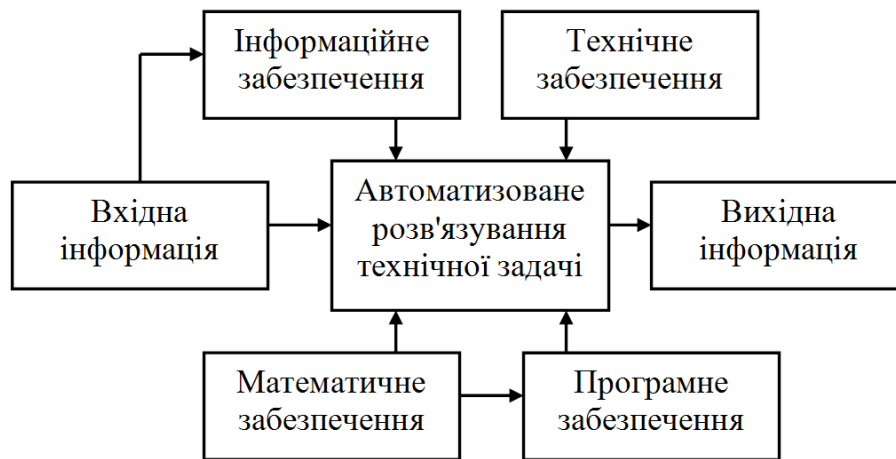 Інформаційне
забезпечення
Технічне
забезпечення
Вхідна
інформація
Автоматизоване
розв'язування
технічної задачі
Вихідна
інформація
Математичне
забезпечення
Програмне
забезпечення